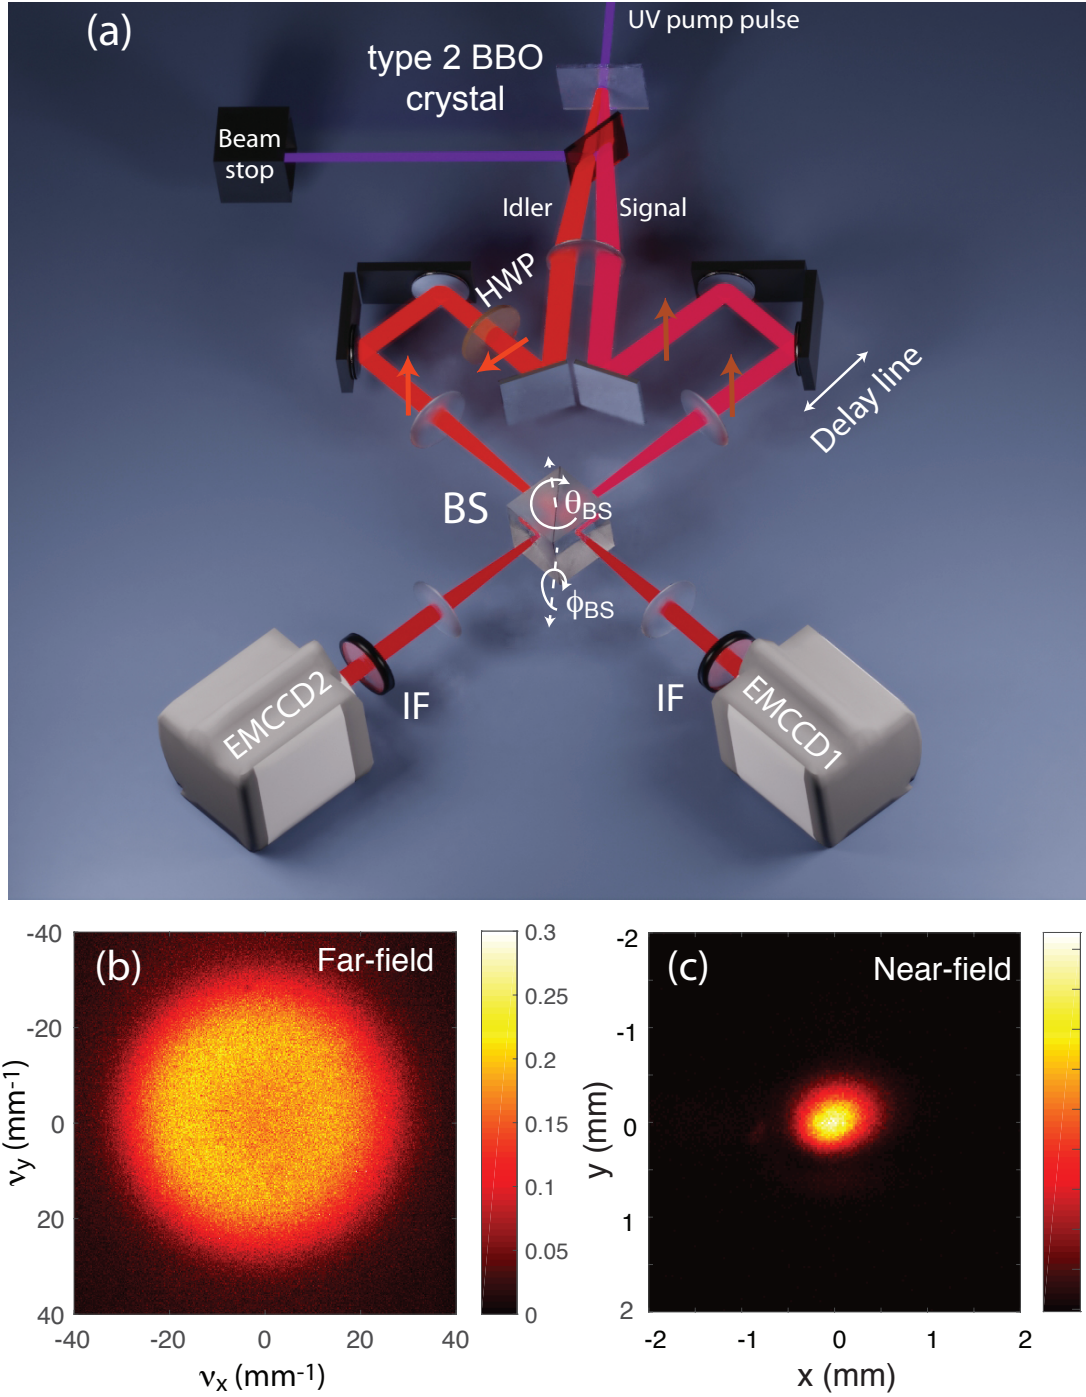 (a)
UV pump pulse
type 2 BBO
crystal
Beam
stop
Idler
Signal
HWP
Delay line
BS
θBS
ϕBS
IF
IF
EMCCD2
EMCCD1
(b)
Far-field
-40
-20
0
20
40
νy (mm-1)
-40
-20
0
20
40
νx (mm-1)
0.3
0.25
0.2
0.15
0.1
0.05
0
(c)
Near-field
-2
-1
0
1
2
y (mm)
-2
-1
0
1
2
x (mm)